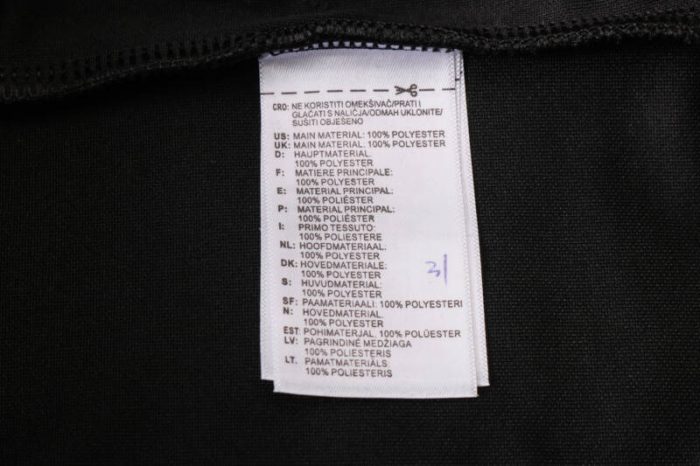 CRO: NE KORISTITI OMEKŠIVAČ/PRATI I
GLAČATI S NALIČJA/ODMAH UKLONITE/
SUŠITI OBJEŠENO
US: MAIN MATERIAL: 100% POLYESTER
UK: MAIN MATERIAL: 100% POLYESTER
D: HAUPTMATERIAL:
100% POLYESTER
F: MATIERE PRINCIPALE:
100% POLYESTER
E: MATERIAL PRINCIPAL:
100% POLIÉSTER
P: MATERIAL PRINCIPAL:
100% POLIÉSTER
I: PRIMO TESSUTO:
100% POLIESTERE
NL: HOOFDMATERIAAL:
100% POLYESTER
DK: HOVEDMATERIALE:
100% POLYESTER
S: HUVUDMATERIAL:
100% POLYESTER
SF: PAAMATERIAALI: 100% POLYESTERI
N: HOVEDMATERIAL:
100% POLYESTER
EST: POHIMATERJAL: 100% POLÜESTER
LV: PAGRINDINĖ MEDŽIAGA
100% POLIESTERIS
LT: PAMATMATERIĀLS:
100% POLIESTERIS
31